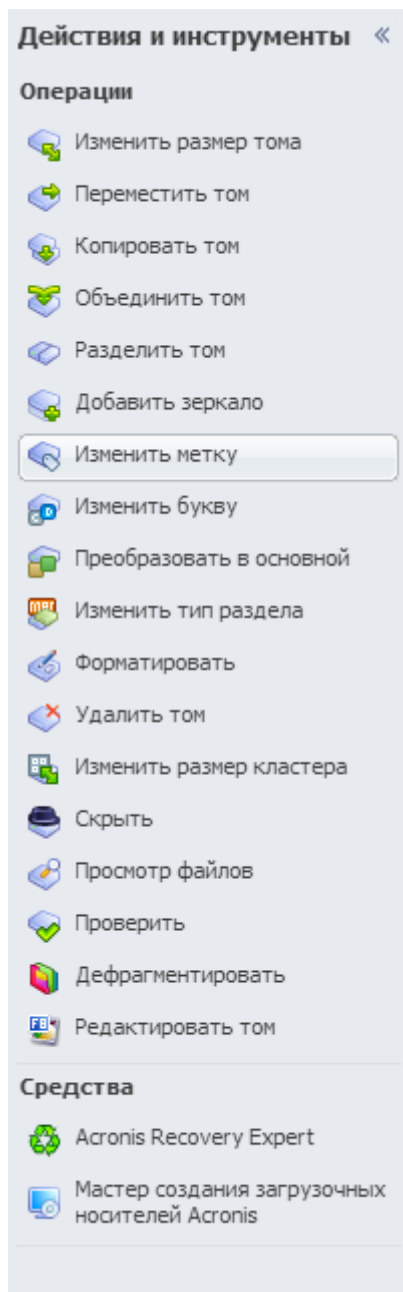 Действия и инструменты «
Операции
Изменить размер тома
Переместить том
Копировать том
Объединить том
Разделить том
Добавить зеркало
Изменить метку
Изменить букву
Преобразовать в основной
Изменить тип раздела
Форматировать
Удалить том
Изменить размер кластера
Скрыть
Просмотр файлов
Проверить
Дефрагментировать
Редактировать том
Средства
Acronis Recovery Expert
Мастер создания загрузочных
носителей Acronis